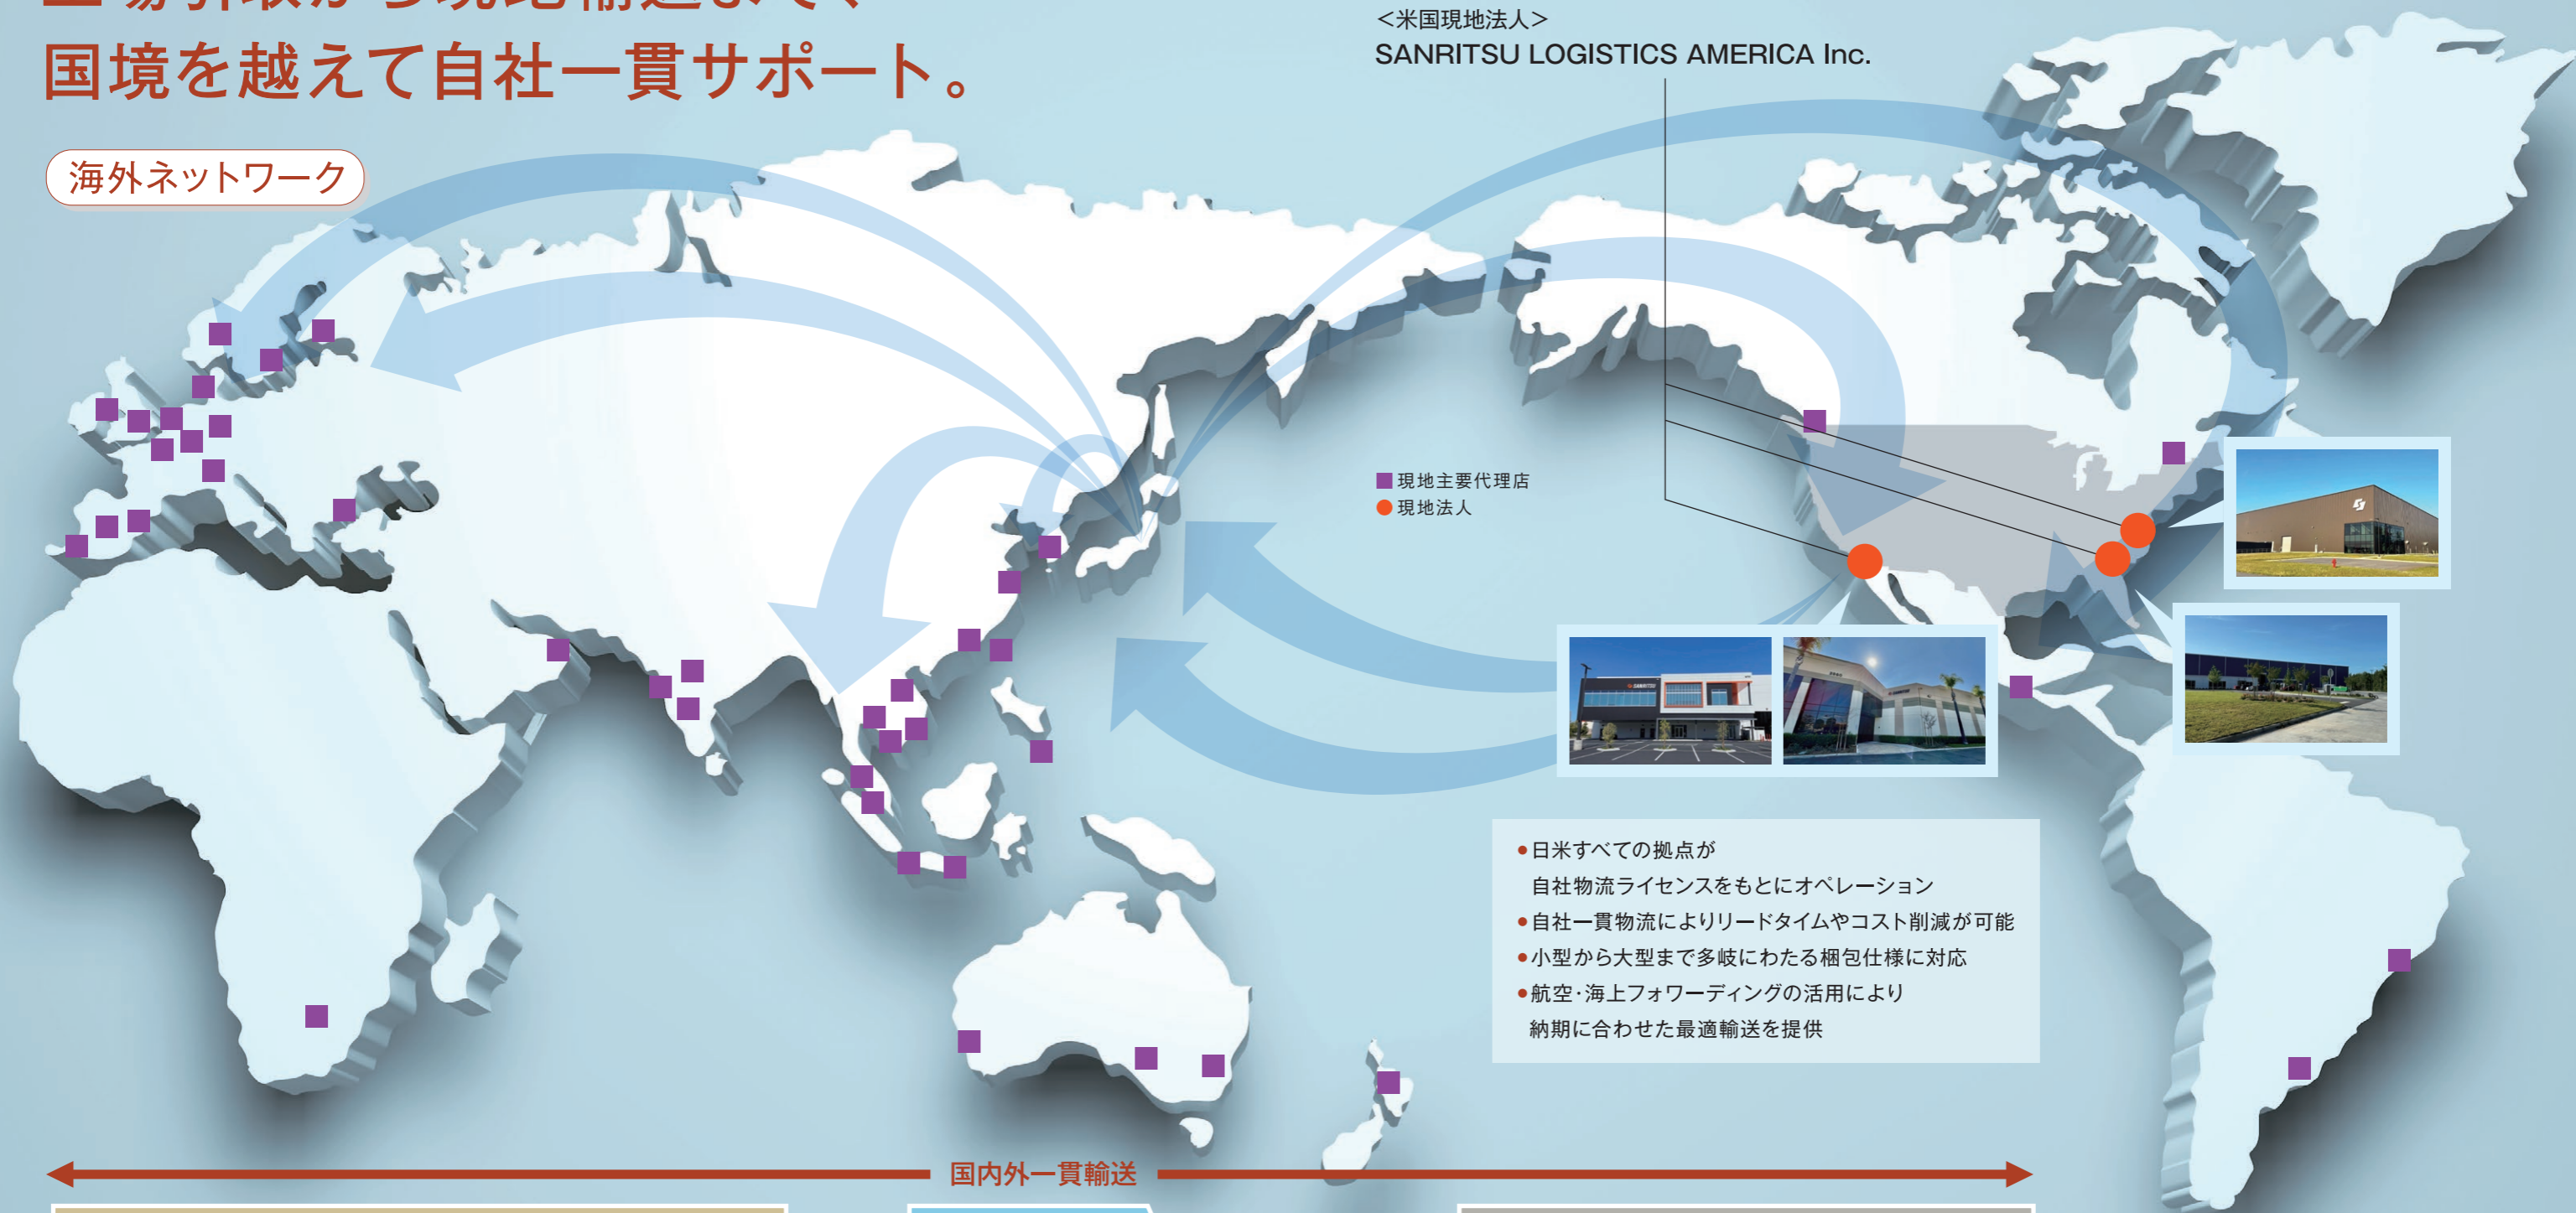 国境を越えて自社一貫サポート。
海外ネットワーク
<米国現地法人>
SANRITSU LOGISTICS AMERICA Inc.
現地主要代理店
現地法人
SANRITSU
●日米すべての拠点が
自社物流ライセンスをもとにオペレーション
●自社一貫物流によりリードタイムやコスト削減が可能
●小型から大型まで多岐にわたる梱包仕様に対応
●航空・海上フォワーディングの活用により
納期に合わせた最適輸送を提供
国内外一貫輸送